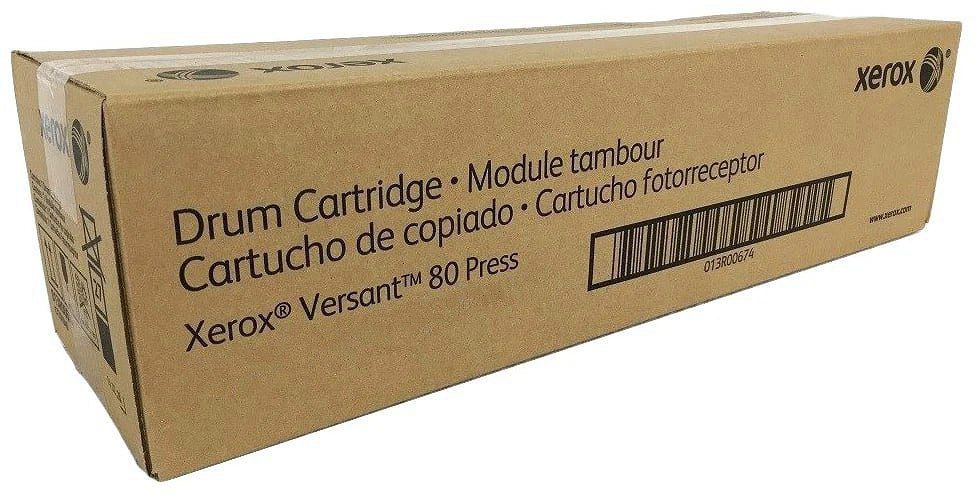 xerox
xerox
xerox
Drum Cartridge • Module tambour
Cartucho de copiado • Cartucho fotorreceptor
Xerox® Versant™ 80 Press
013R00674
www.xerox.com